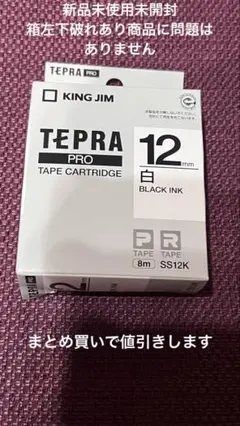 新品未使用未開封
箱左下破れあり商品に問題は
ありません
TEPRA PRO
KING JIM
TEPRA
PRO
TAPE CARTRIDGE
12mm
白
BLACK INK
P R
TAPE TAPE
8m SS12K
まとめ買いで値引きします